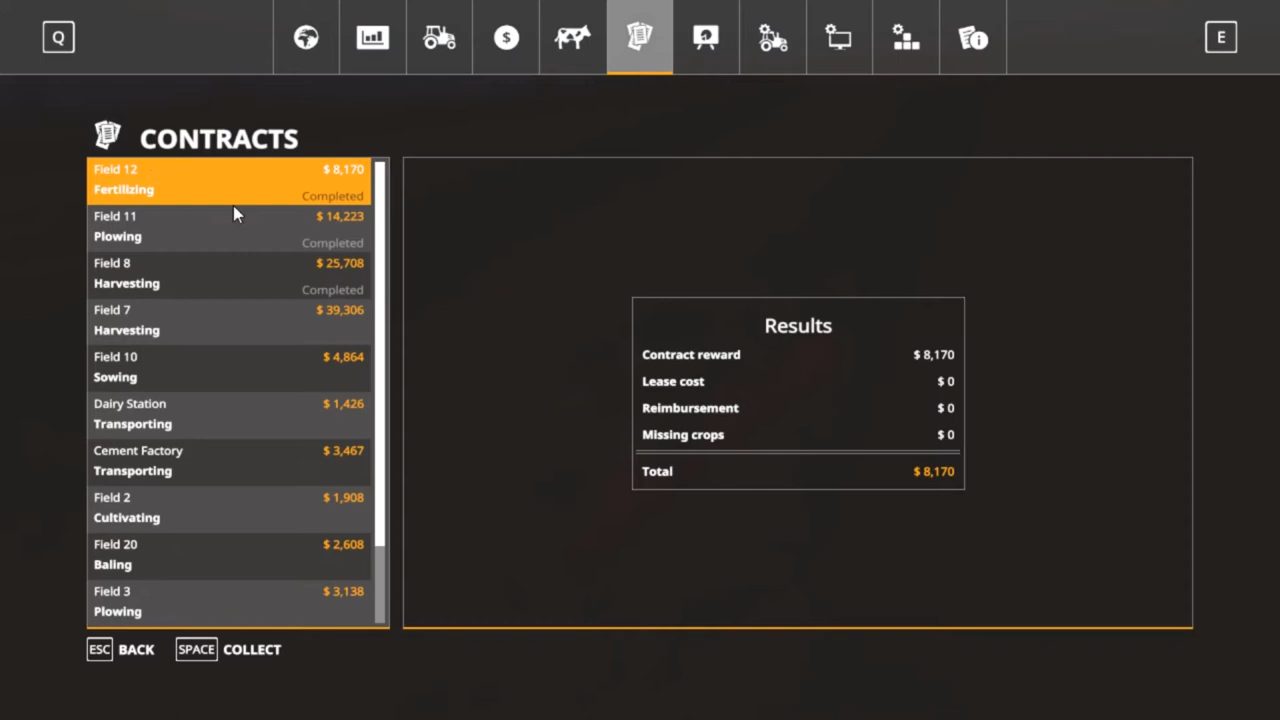 Q
$
E
CONTRACTS
Field 12 $ 8,170
Fertilizing Completed
Field 11 $ 14,223
Plowing Completed
Field 8 $ 25,708
Harvesting Completed
Field 7 $ 39,306
Harvesting
Field 10 $ 4,864
Sowing
Dairy Station $ 1,426
Transporting
Cement Factory $ 3,467
Transporting
Field 2 $ 1,908
Cultivating
Field 20 $ 2,608
Baling
Field 3 $ 3,138
Plowing
Results
Contract reward $ 8,170
Lease cost $ 0
Reimbursement $ 0
Missing crops $ 0
Total $ 8,170
ESC BACK SPACE COLLECT